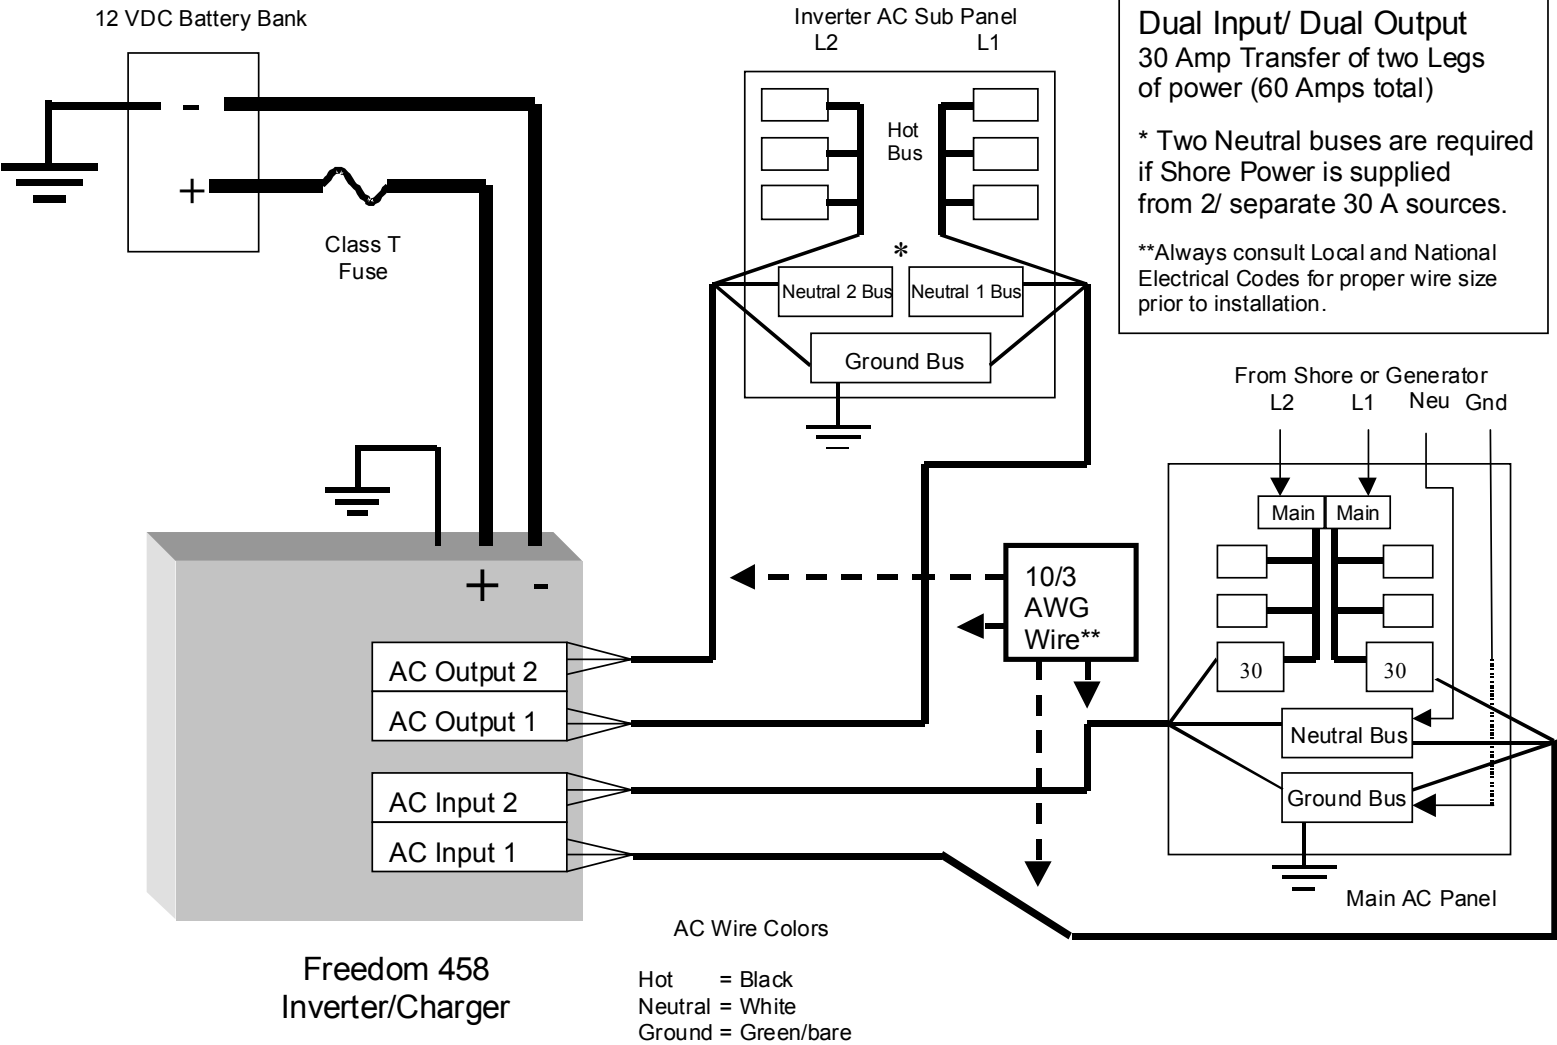 12 VDC Battery Bank
-
+
Class T
Fuse
Inverter AC Sub Panel
L2 L1
Hot
Bus
*
Neutral 2 Bus Neutral 1 Bus
Ground Bus
Dual Input/ Dual Output
30 Amp Transfer of two Legs
of power (60 Amps total)
* Two Neutral buses are required
if Shore Power is supplied
from 2/ separate 30 A sources.
**Always consult Local and National
Electrical Codes for proper wire size
prior to installation.
From Shore or Generator
L2 L1 Neu Gnd
Main Main
30 30
Neutral Bus
Ground Bus
Main AC Panel
10/3
AWG
Wire**
+ -
AC Output 2
AC Output 1
AC Input 2
AC Input 1
Freedom 458
Inverter/Charger
AC Wire Colors
Hot = Black
Neutral = White
Ground = Green/bare